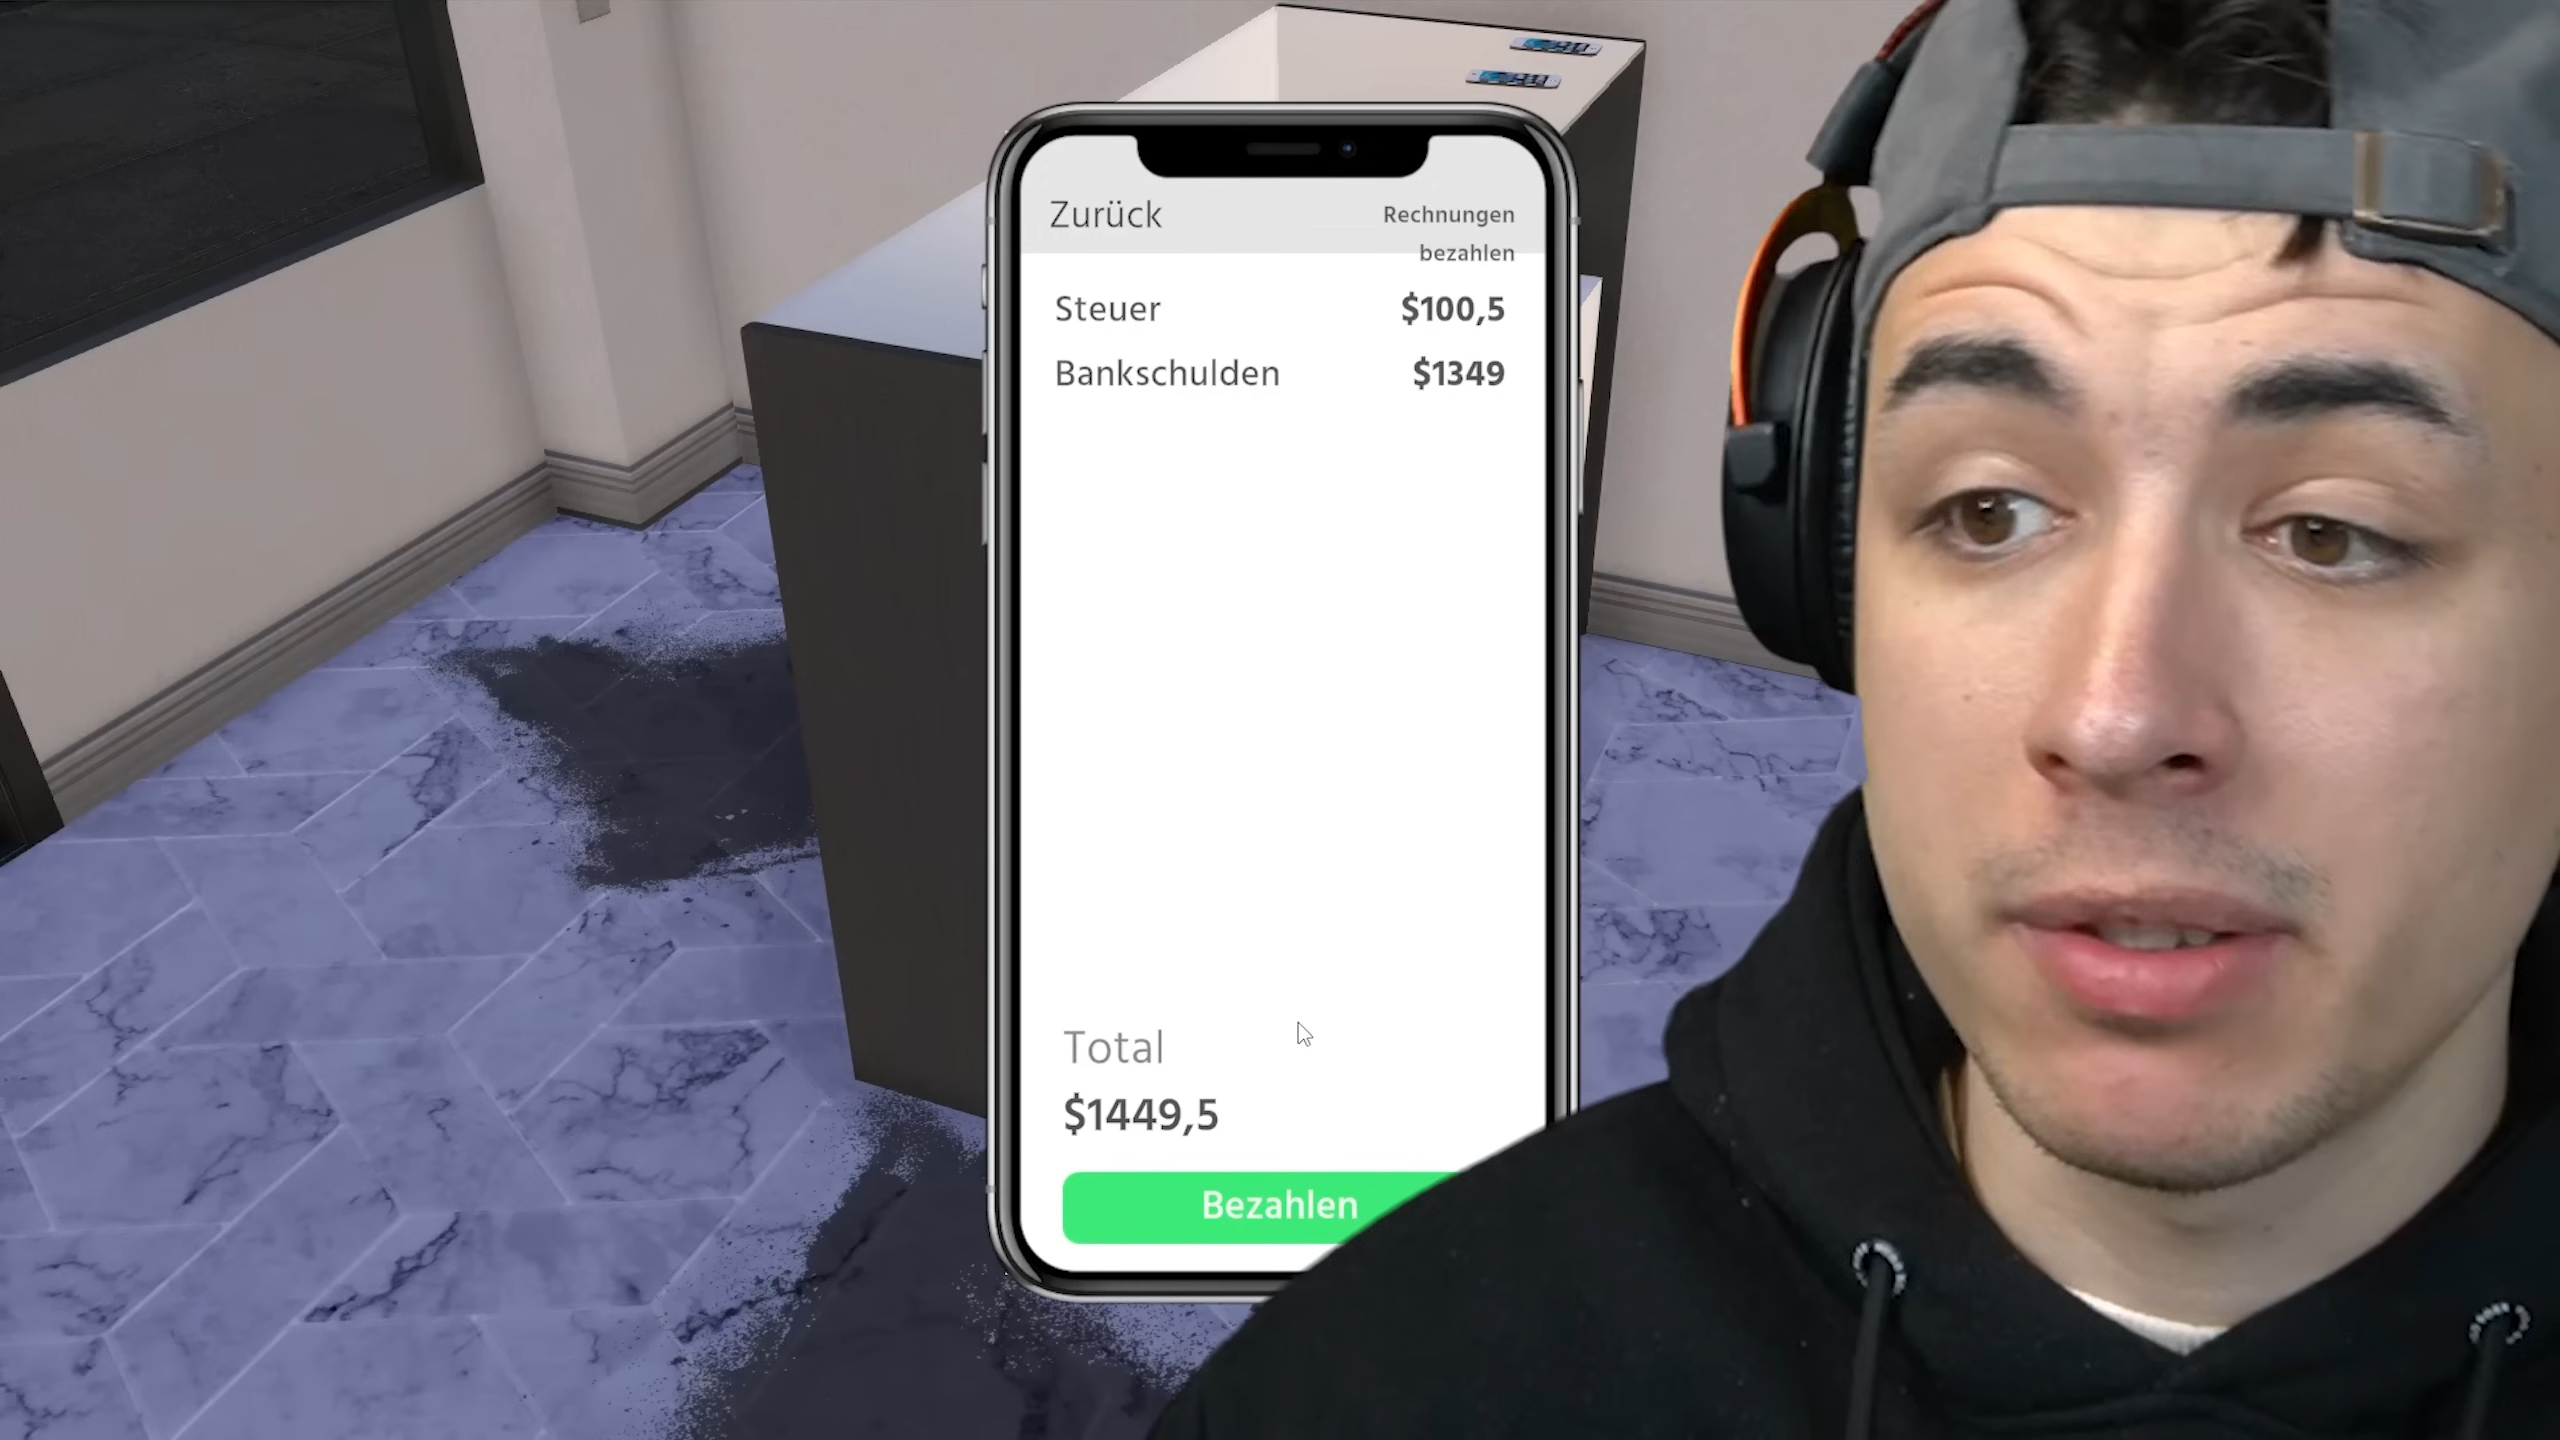 Zurück
Rechnungen
bezahlen
Steuer $100,5
Bankschulden $1349
Total
$1449,5
Bezahlen